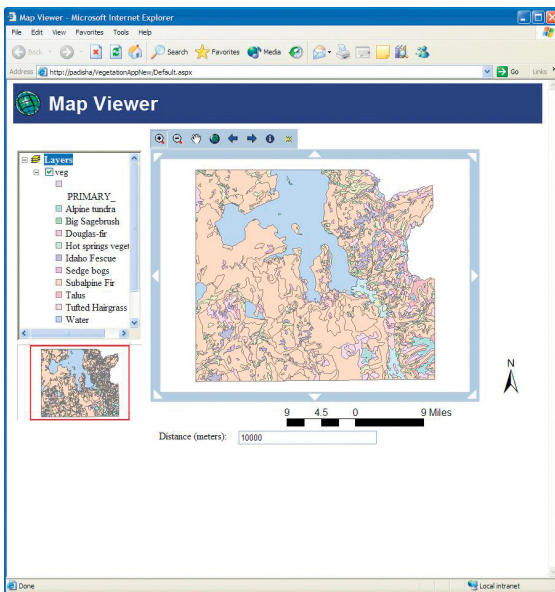 Map Viewer - Microsoft Internet Explorer
File Edit View Favorites Tools Help
Back Search Favorites Media
Address http://padisha/VegetationAppNew/Default.aspx Go Links
Map Viewer
Layers
veg
PRIMARY_
Alpine tundra
Big Sagebrush
Douglas-fir
Hot springs veget
Idaho Fescue
Sedge bogs
Subalpine Fir
Talus
Tufted Hairgrass
Water
N
9 4.5 0 9 Miles
Distance (meters): 10000
Done Local intranet